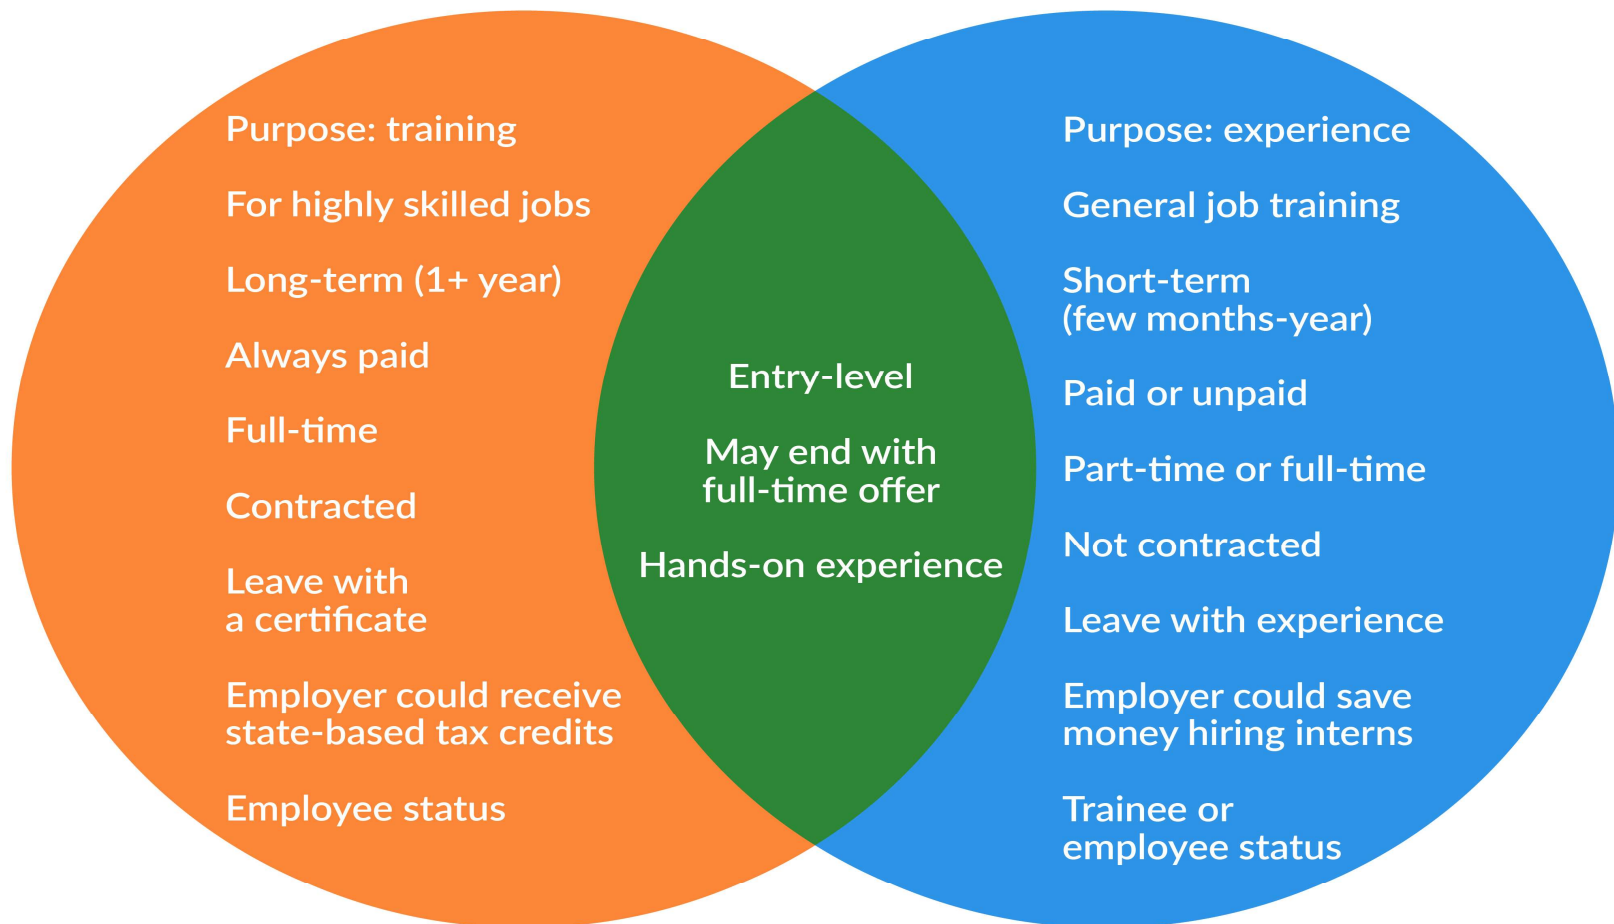 Purpose: training
For highly skilled jobs
Long-term (1+ year)
Always paid
Full-time
Contracted
Leave with
a certificate
Employer could receive
state-based tax credits
Employee status
Entry-level
May end with
full-time offer
Hands-on experience
Purpose: experience
General job training
Short-term
(few months-year)
Paid or unpaid
Part-time or full-time
Not contracted
Leave with experience
Employer could save
money hiring interns
Trainee or
employee status